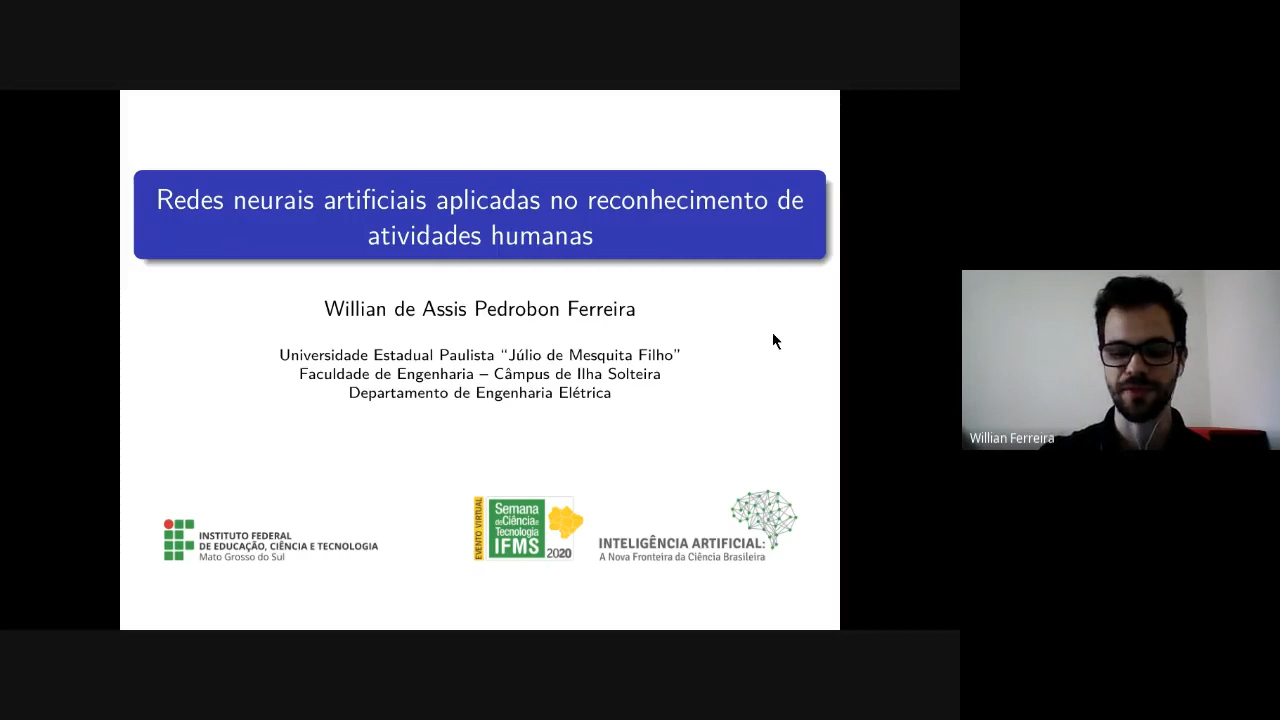 Redes neurais artificiais aplicadas no reconhecimento de
atividades humanas
Willian de Assis Pedrobon Ferreira
Universidade Estadual Paulista “Júlio de Mesquita Filho”
Faculdade de Engenharia – Câmpus de Ilha Solteira
Departamento de Engenharia Elétrica
INSTITUTO FEDERAL
DE EDUCAÇÃO, CIÊNCIA E TECNOLOGIA
Mato Grosso do Sul
EVENTO VIRTUAL
Semana
de Ciência e
Tecnologia
IFMS
2020
INTELIGÊNCIA ARTIFICIAL:
A Nova Fronteira da Ciência Brasileira
Willian Ferreira